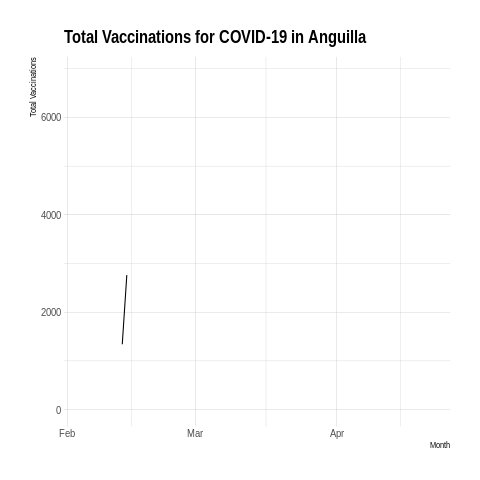 Total Vaccinations for COVID-19 in Anguilla
Total Vaccinations
6000
4000
2000
0
Feb Mar Apr
Month